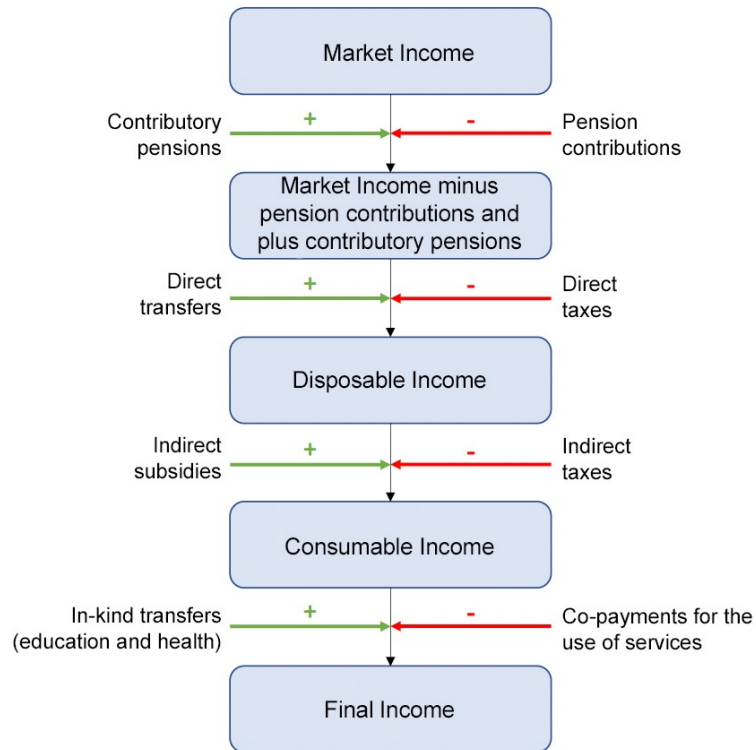 Market Income
Contributory
pensions
+
-
Pension
contributions
Market Income minus
pension contributions and
plus contributory pensions
Direct
transfers
+
-
Direct
taxes
Disposable Income
Indirect
subsidies
+
-
Indirect
taxes
Consumable Income
In-kind transfers
(education and health)
+
-
Co-payments for the
use of services
Final Income